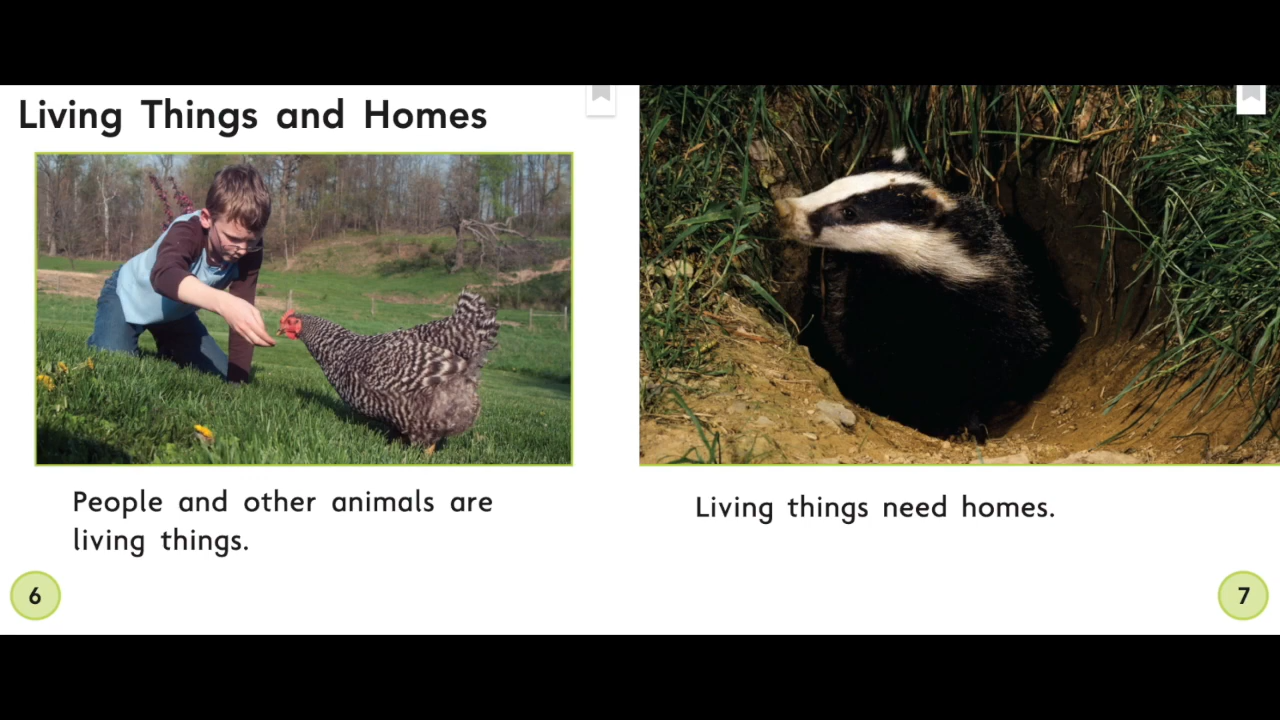 Living Things and Homes
People and other animals are
living things.
6
Living things need homes.
7